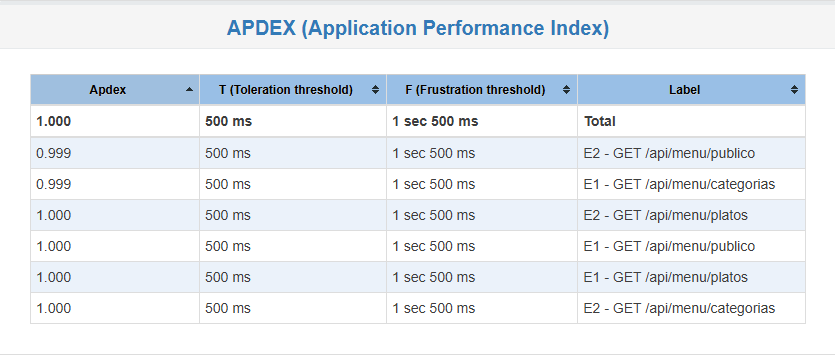 APDEX (Application Performance Index)
Apdex T (Toleration threshold) F (Frustration threshold) Label
1.000 500 ms 1 sec 500 ms Total
0.999 500 ms 1 sec 500 ms E2 - GET /api/menu/publico
0.999 500 ms 1 sec 500 ms E1 - GET /api/menu/categorias
1.000 500 ms 1 sec 500 ms E2 - GET /api/menu/platos
1.000 500 ms 1 sec 500 ms E1 - GET /api/menu/publico
1.000 500 ms 1 sec 500 ms E1 - GET /api/menu/platos
1.000 500 ms 1 sec 500 ms E2 - GET /api/menu/categorias